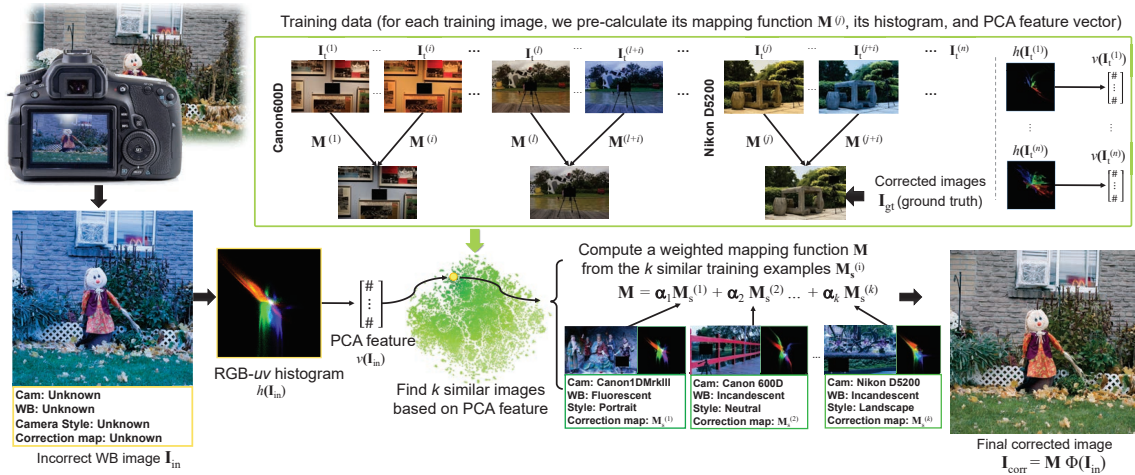 Training data (for each training image, we pre-calculate its mapping function M⁽ʲ⁾, its histogram, and PCA feature vector)
Canon600D
Iₜ⁽¹⁾ ... Iₜ⁽ⁱ⁾ ... Iₜ⁽ˡ⁾ ... Iₜ⁽ˡ⁺ⁱ⁾ ... Iₜ⁽ʲ⁾ ... Iₜ⁽ʲ⁺ⁱ⁾ ... Iₜ⁽ⁿ⁾
... ... ... ... ... ...
M⁽¹⁾ M⁽ⁱ⁾ M⁽ˡ⁾ M⁽ˡ⁺ⁱ⁾
Nikon D5200
M⁽ʲ⁾ M⁽ʲ⁺ⁱ⁾
Corrected images
I_gt (ground truth)
h(Iₜ⁽¹⁾) v(Iₜ⁽¹⁾)
[# ⋮ #]
⋮ ⋮
h(Iₜ⁽ⁿ⁾) v(Iₜ⁽ⁿ⁾)
[# ⋮ #]
Cam: Unknown
WB: Unknown
Camera Style: Unknown
Correction map: Unknown
Incorrect WB image I_in
RGB-uv histogram
h(I_in)
[# ⋮ #]
PCA feature
v(I_in)
Find k similar images
based on PCA feature
Compute a weighted mapping function M
from the k similar training examples Mₛ⁽ⁱ⁾
M = α₁Mₛ⁽¹⁾ + α₂ Mₛ⁽²⁾ ... + αₖ Mₛ⁽ᵏ⁾
Cam: Canon1DMrkIII
WB: Fluorescent
Style: Portrait
Correction map: Mₛ⁽¹⁾
Cam: Canon 600D
WB: Incandescent
Style: Neutral
Correction map: Mₛ⁽²⁾
...
Cam: Nikon D5200
WB: Incandescent
Style: Landscape
Correction map: Mₛ⁽ᵏ⁾
Final corrected image
I_corr = M Φ(I_in)